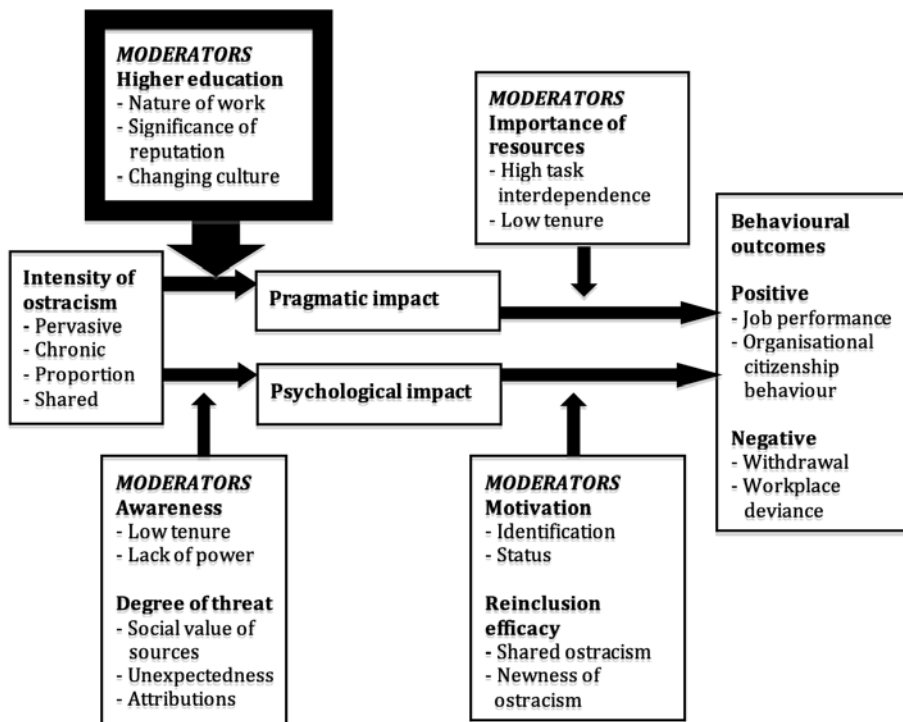 MODERATORS
Higher education
- Nature of work
- Significance of
reputation
- Changing culture
MODERATORS
Importance of
resources
- High task
interdependence
- Low tenure
Intensity of
ostracism
- Pervasive
- Chronic
- Proportion
- Shared
Pragmatic impact
Psychological impact
Behavioural
outcomes
Positive
- Job performance
- Organisational
citizenship
behaviour
Negative
- Withdrawal
- Workplace
deviance
MODERATORS
Awareness
- Low tenure
- Lack of power
Degree of threat
- Social value of
sources
- Unexpectedness
- Attributions
MODERATORS
Motivation
- Identification
- Status
Reinclusion
efficacy
- Shared ostracism
- Newness of
ostracism